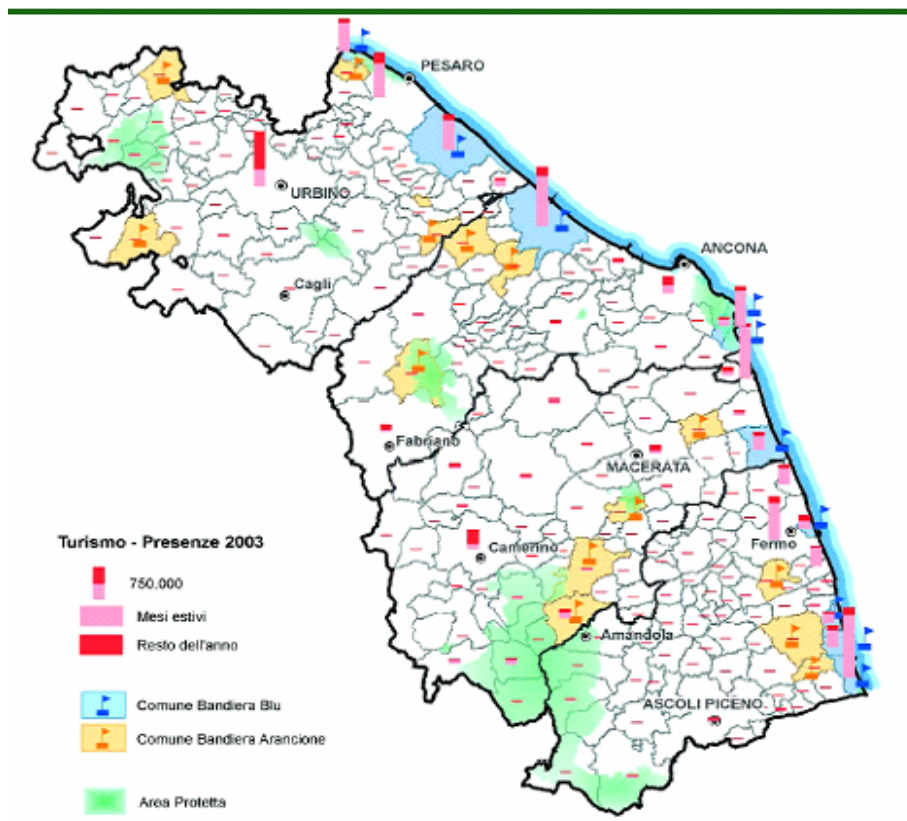 PESARO
URBINO
ANCONA
Cagli
Fabriano
MACERATA
Turismo - Presenze 2003
Fermo
Camerino
750.000
Mesi estivi
Amandola
Resto dell'anno
Comune Bandiera Blu
ASCOLI PICENO
Comune Bandiera Arancione
Area Protetta